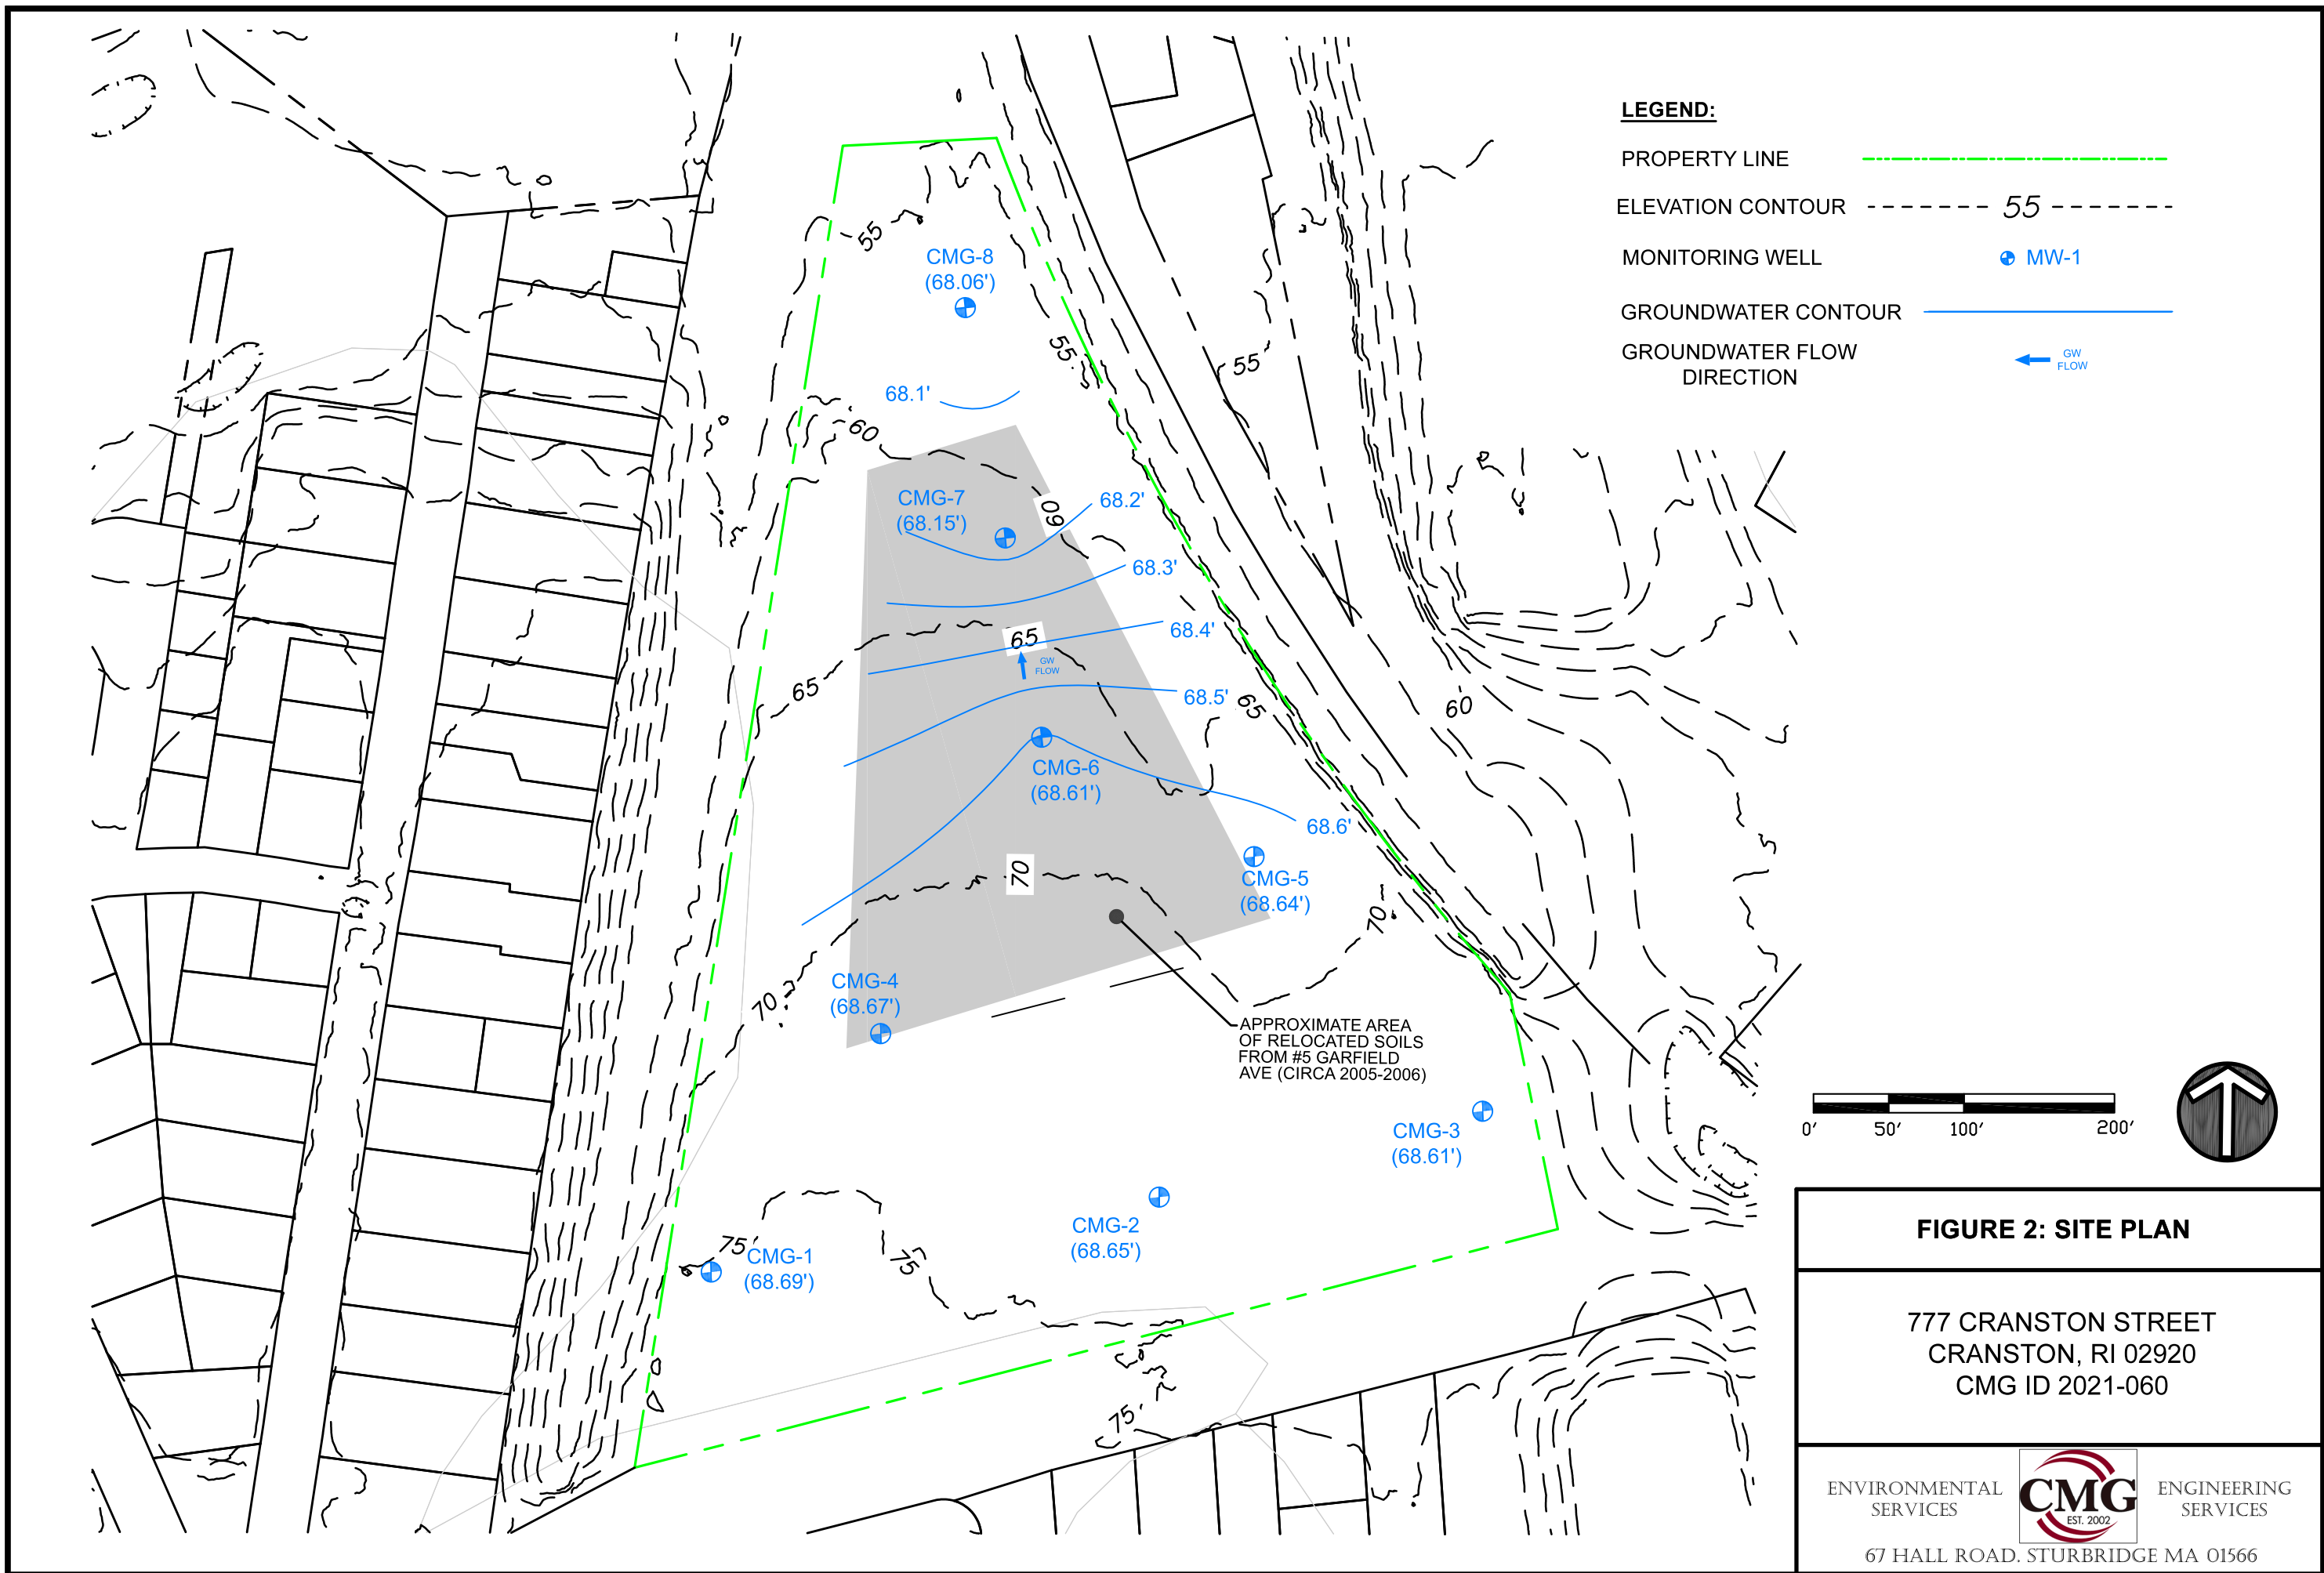 LEGEND:
PROPERTY LINE
ELEVATION CONTOUR 55
MONITORING WELL MW-1
GROUNDWATER CONTOUR
GROUNDWATER FLOW
DIRECTION
GW
FLOW
55
CMG-8
(68.06')
55
55
68.1'
60
CMG-7
(68.15')
60
68.2'
68.3'
68.4'
65
GW
FLOW
65
68.5'
65
60
CMG-6
(68.61')
68.6'
70
CMG-5
(68.64')
70
CMG-4
(68.67')
70
APPROXIMATE AREA
OF RELOCATED SOILS
FROM #5 GARFIELD
AVE (CIRCA 2005-2006)
CMG-3
(68.61')
CMG-2
(68.65')
75
CMG-1
(68.69')
75
75
0' 50' 100' 200'
FIGURE 2: SITE PLAN
777 CRANSTON STREET
CRANSTON, RI 02920
CMG ID 2021-060
ENVIRONMENTAL
SERVICES
CMG
EST. 2002
ENGINEERING
SERVICES
67 HALL ROAD. STURBRIDGE MA 01566